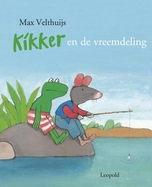 Max Velthuijs
Kikker en de vreemdeling
Leopold